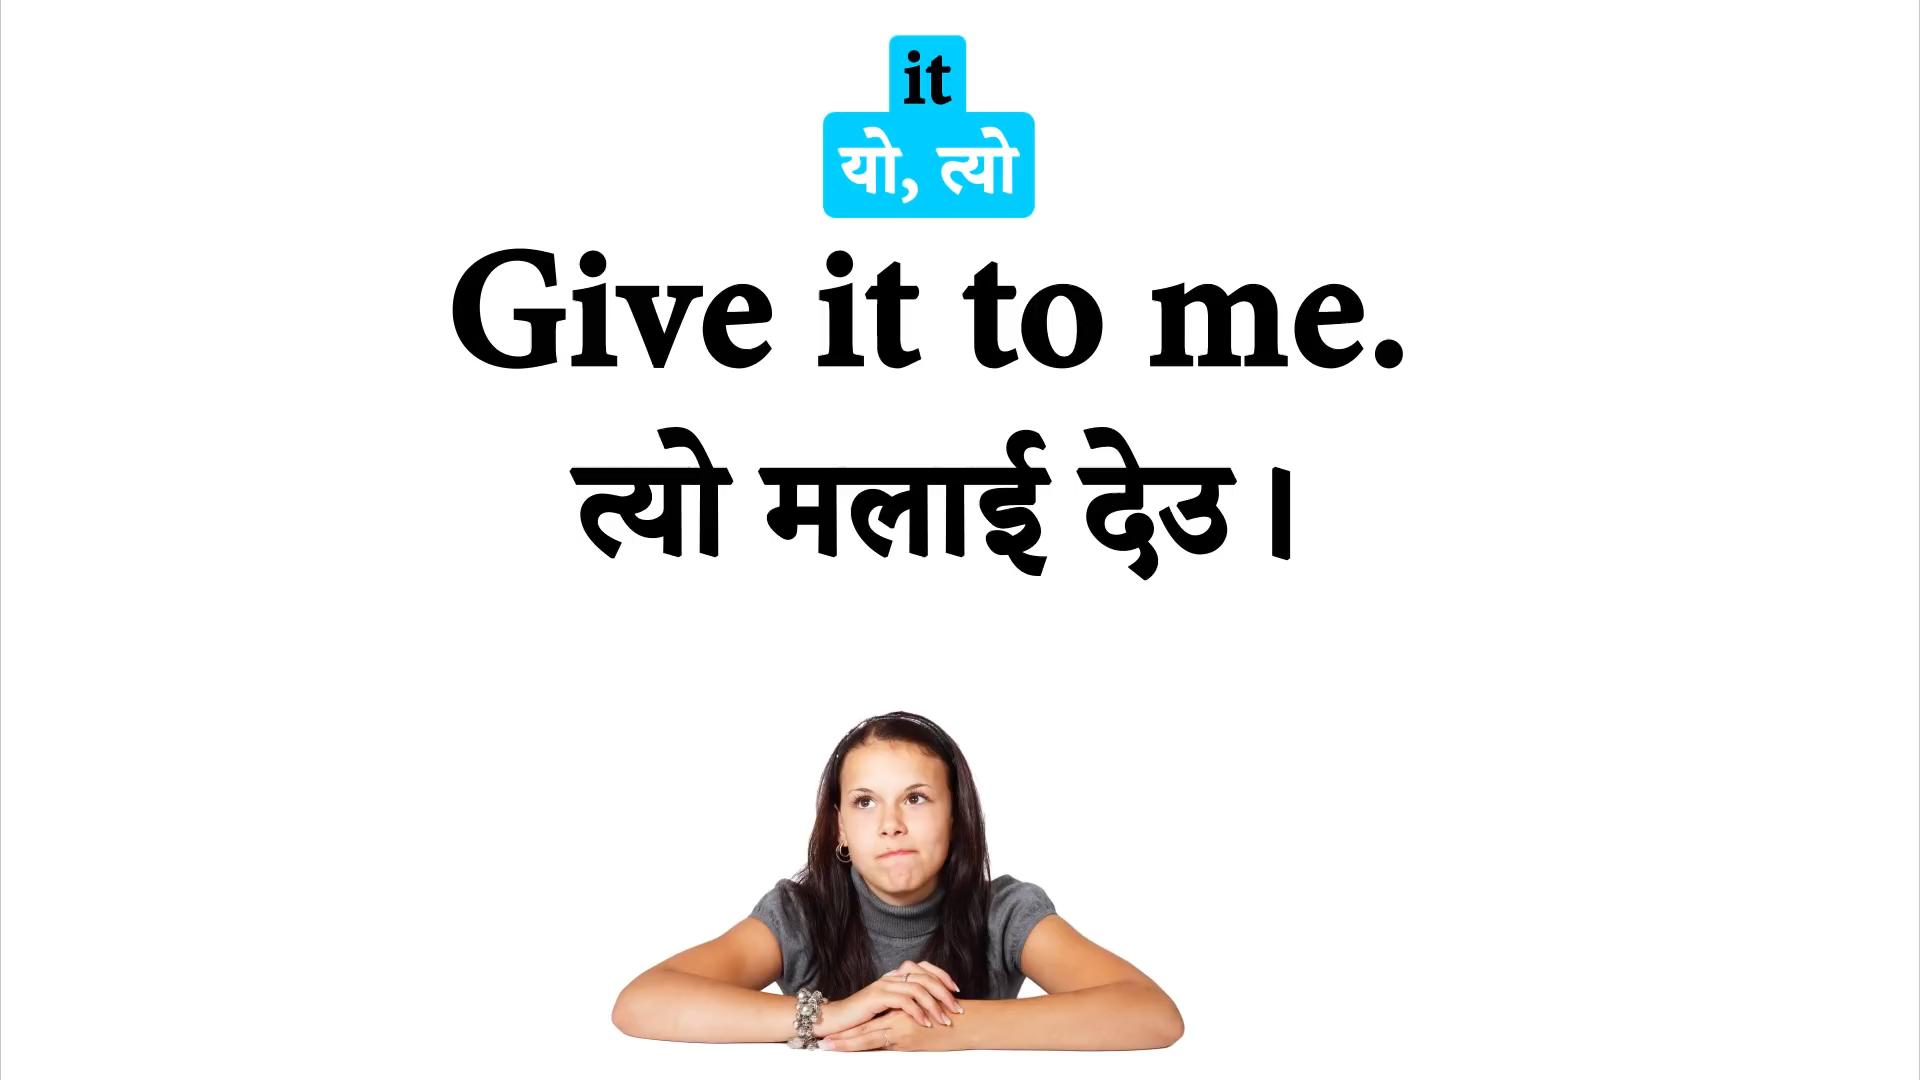 it
यो, त्यो
Give it to me.
त्यो मलाई देउ ।